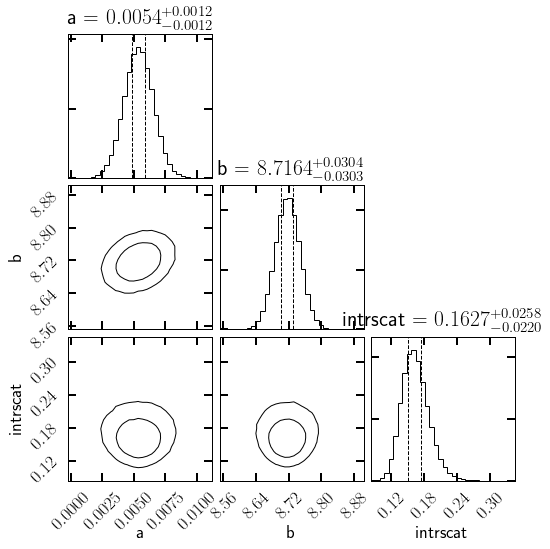 a = 0.0054+0.0012 −0.0012
b = 8.7164+0.0304 −0.0303
8.88
8.80
8.72
8.64
8.56
b
intrscat = 0.1627+0.0258 −0.0220
0.30
0.24
0.18
0.12
intrscat
0.0000 0.0025 0.0050 0.0075 0.0100
a
8.56 8.64 8.72 8.80 8.88
b
0.12 0.18 0.24 0.30
intrscat